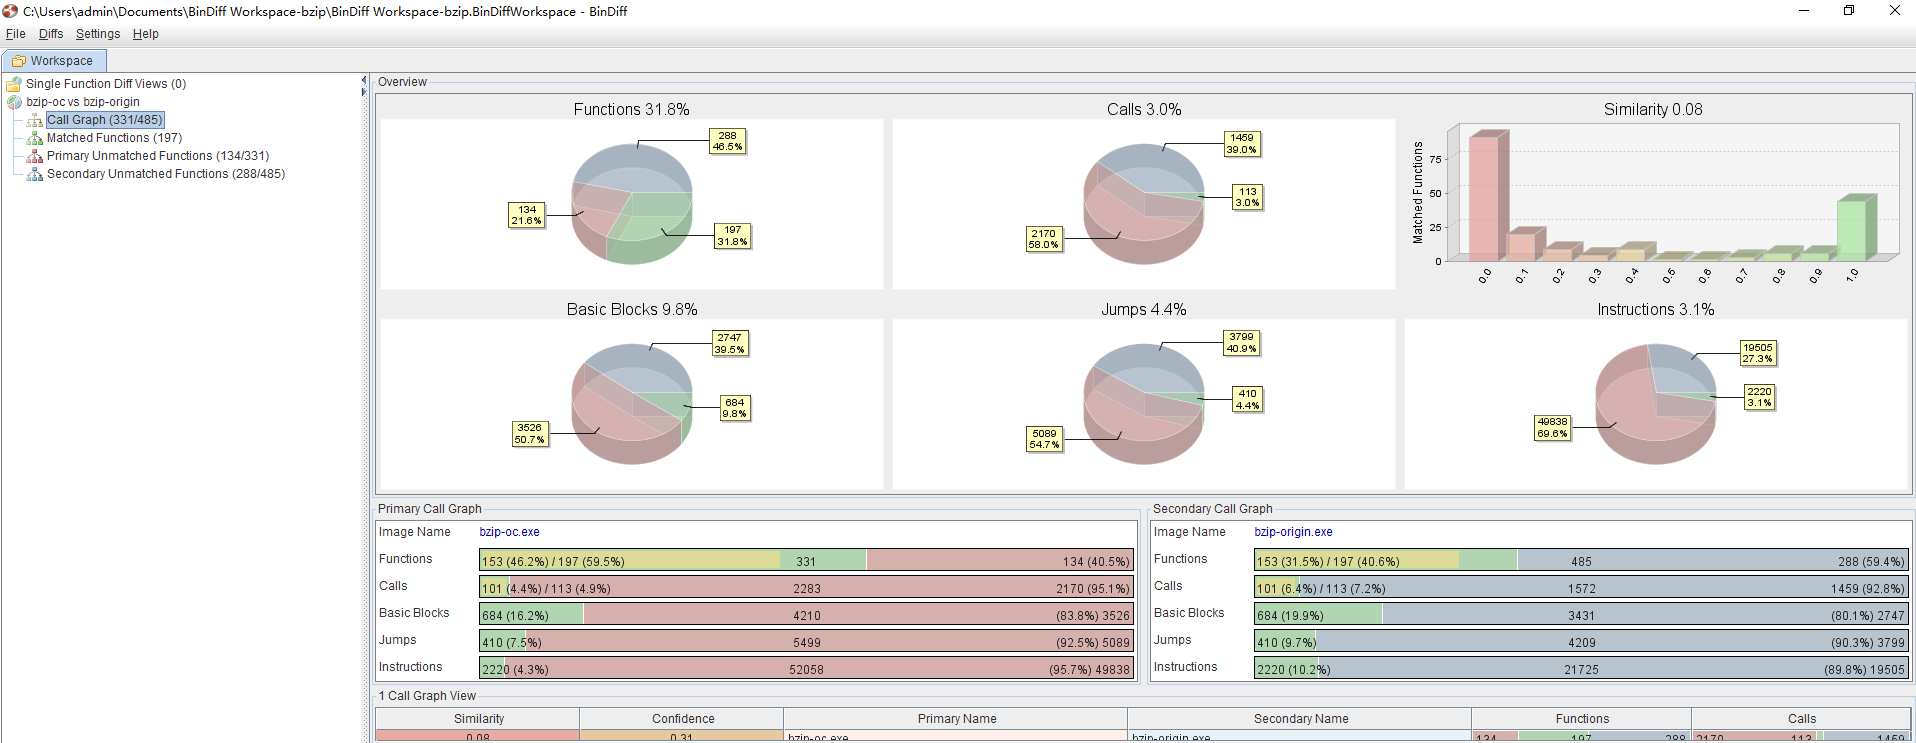 C:\Users\admin\Documents\BinDiff Workspace-bzip\BinDiff Workspace-bzip.BinDiffWorkspace - BinDiff
File Diffs Settings Help
Workspace
Single Function Diff Views (0)
bzip-oc vs bzip-origin
Call Graph (331/485)
Matched Functions (197)
Primary Unmatched Functions (134/331)
Secondary Unmatched Functions (288/485)
Overview
Functions 31.8%
288
46.5%
134
21.6%
197
31.8%
Calls 3.0%
1459
39.0%
113
3.0%
2170
58.0%
Similarity 0.08
Matched Functions
75
50
25
0
0.0 0.1 0.2 0.3 0.4 0.5 0.6 0.7 0.8 0.9 1.0
Basic Blocks 9.8%
2747
39.5%
684
9.8%
3526
50.7%
Jumps 4.4%
3799
40.9%
410
4.4%
5089
54.7%
Instructions 3.1%
19505
27.3%
2220
3.1%
49838
69.6%
Primary Call Graph
Image Name bzip-oc.exe
Functions 153 (46.2%) / 197 (59.5%) 331 134 (40.5%)
Calls 101 (4.4%) / 113 (4.9%) 2283 2170 (95.1%)
Basic Blocks 684 (16.2%) 4210 (83.8%) 3526
Jumps 410 (7.5%) 5499 (92.5%) 5089
Instructions 2220 (4.3%) 52058 (95.7%) 49838
Secondary Call Graph
Image Name bzip-origin.exe
Functions 153 (31.5%) / 197 (40.6%) 485 288 (59.4%)
Calls 101 (6.4%) / 113 (7.2%) 1572 1459 (92.8%)
Basic Blocks 684 (19.9%) 3431 (80.1%) 2747
Jumps 410 (9.7%) 4209 (90.3%) 3799
Instructions 2220 (10.2%) 21725 (89.8%) 19505
1 Call Graph View
Similarity Confidence Primary Name Secondary Name Functions Calls
0.08 0.31 bzip-oc.exe bzip-origin.exe 134 197 288 2170 113 1459